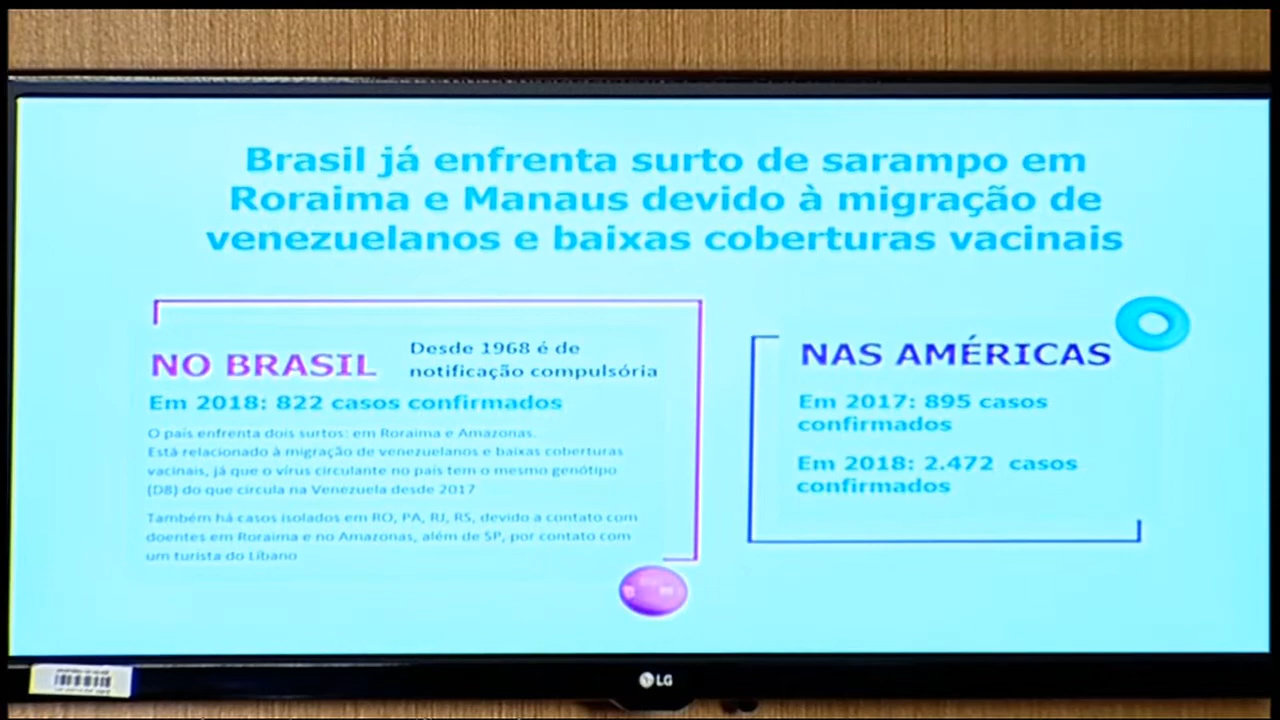 Brasil já enfrenta surto de sarampo em
Roraima e Manaus devido à migração de
venezuelanos e baixas coberturas vacinais
NO BRASIL
Desde 1968 é de
notificação compulsória
Em 2018: 822 casos confirmados
O país enfrenta dois surtos: em Roraima e Amazonas.
Está relacionado à migração de venezuelanos e baixas coberturas
vacinais, já que o vírus circulante no país tem o mesmo genótipo
(D8) do que circula na Venezuela desde 2017
Também há casos isolados em RO, PA, RJ, RS, devido a contato com
doentes em Roraima e no Amazonas, além de SP, por contato com
um turista do Líbano
NAS AMÉRICAS
Em 2017: 895 casos
confirmados
Em 2018: 2.472 casos
confirmados
LG